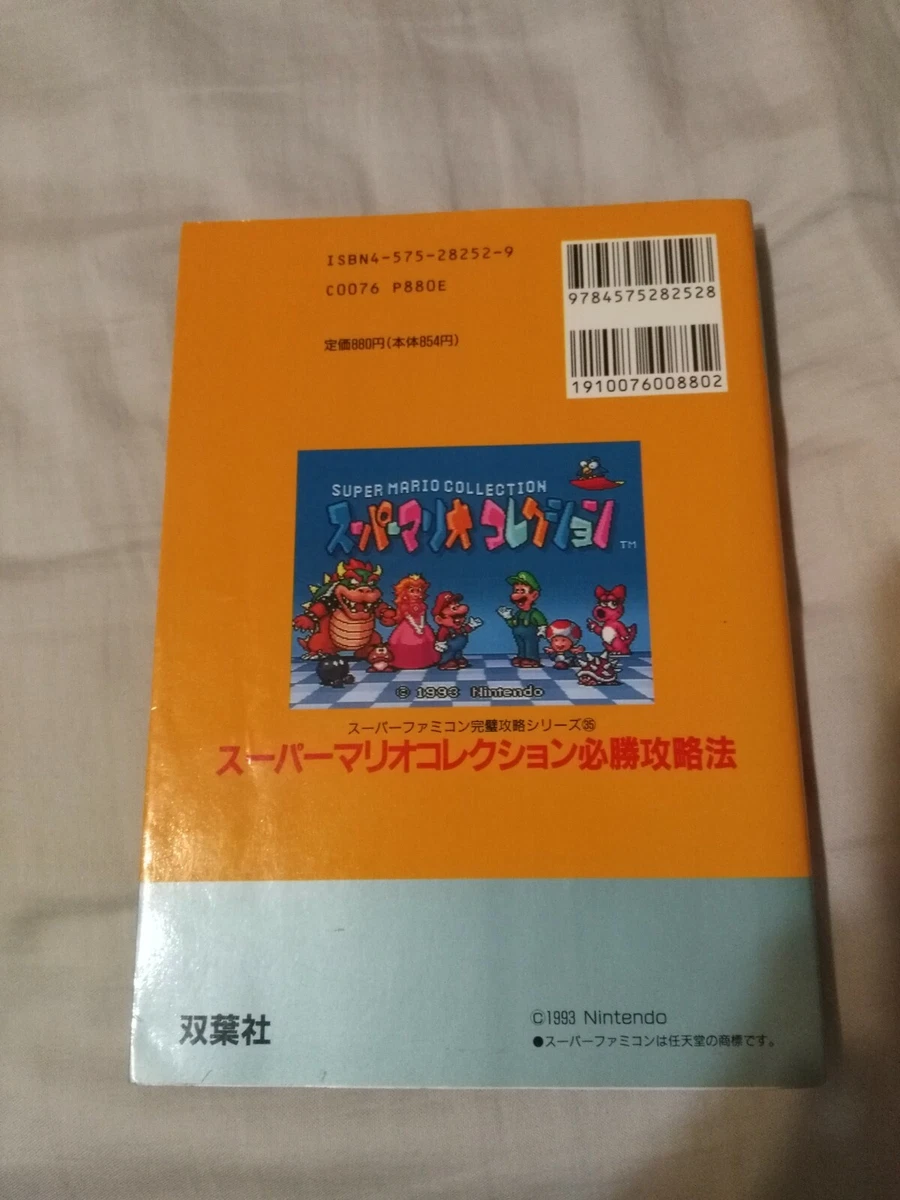 ISBN4-575-28252-9
C0076 P880E
定価880円(本体854円)
9784575282528
1910076008802
SUPER MARIO COLLECTION
スーパーマリオ コレクション
TM
© 1993 Nintendo
スーパーファミコン完璧攻略シリーズ㉟
スーパーマリオコレクション必勝攻略法
双葉社
©1993 Nintendo
●スーパーファミコンは任天堂の商標です。